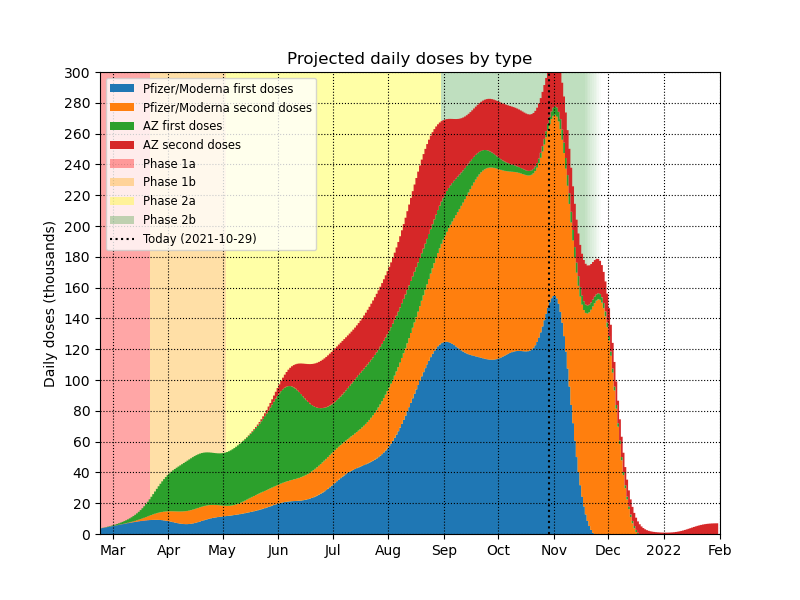 Projected daily doses by type
Daily doses (thousands)
300
280
260
240
220
200
180
160
140
120
100
80
60
40
20
0
Pfizer/Moderna first doses
Pfizer/Moderna second doses
AZ first doses
AZ second doses
Phase 1a
Phase 1b
Phase 2a
Phase 2b
Today (2021-10-29)
Mar Apr May Jun Jul Aug Sep Oct Nov Dec 2022 Feb